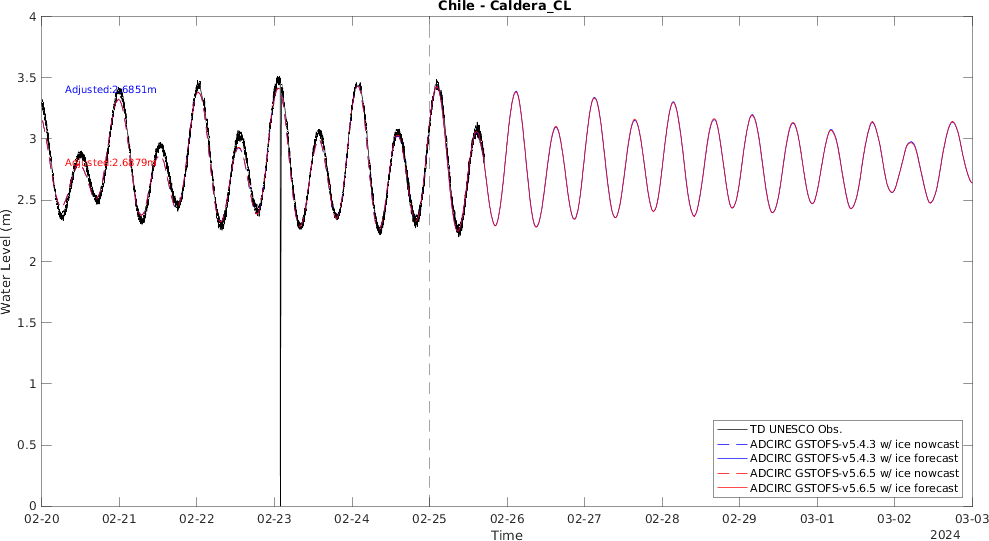 Chile - Caldera_CL
4
3.5
3
2.5
2
1.5
1
0.5
0
Water Level (m)
Adjusted:2.6851m
Adjusted:2.6879m
TD UNESCO Obs.
ADCIRC GSTOFS-v5.4.3 w/ ice nowcast
ADCIRC GSTOFS-v5.4.3 w/ ice forecast
ADCIRC GSTOFS-v5.6.5 w/ ice nowcast
ADCIRC GSTOFS-v5.6.5 w/ ice forecast
02-20 02-21 02-22 02-23 02-24 02-25 02-26 02-27 02-28 02-29 03-01 03-02 03-03
Time
2024